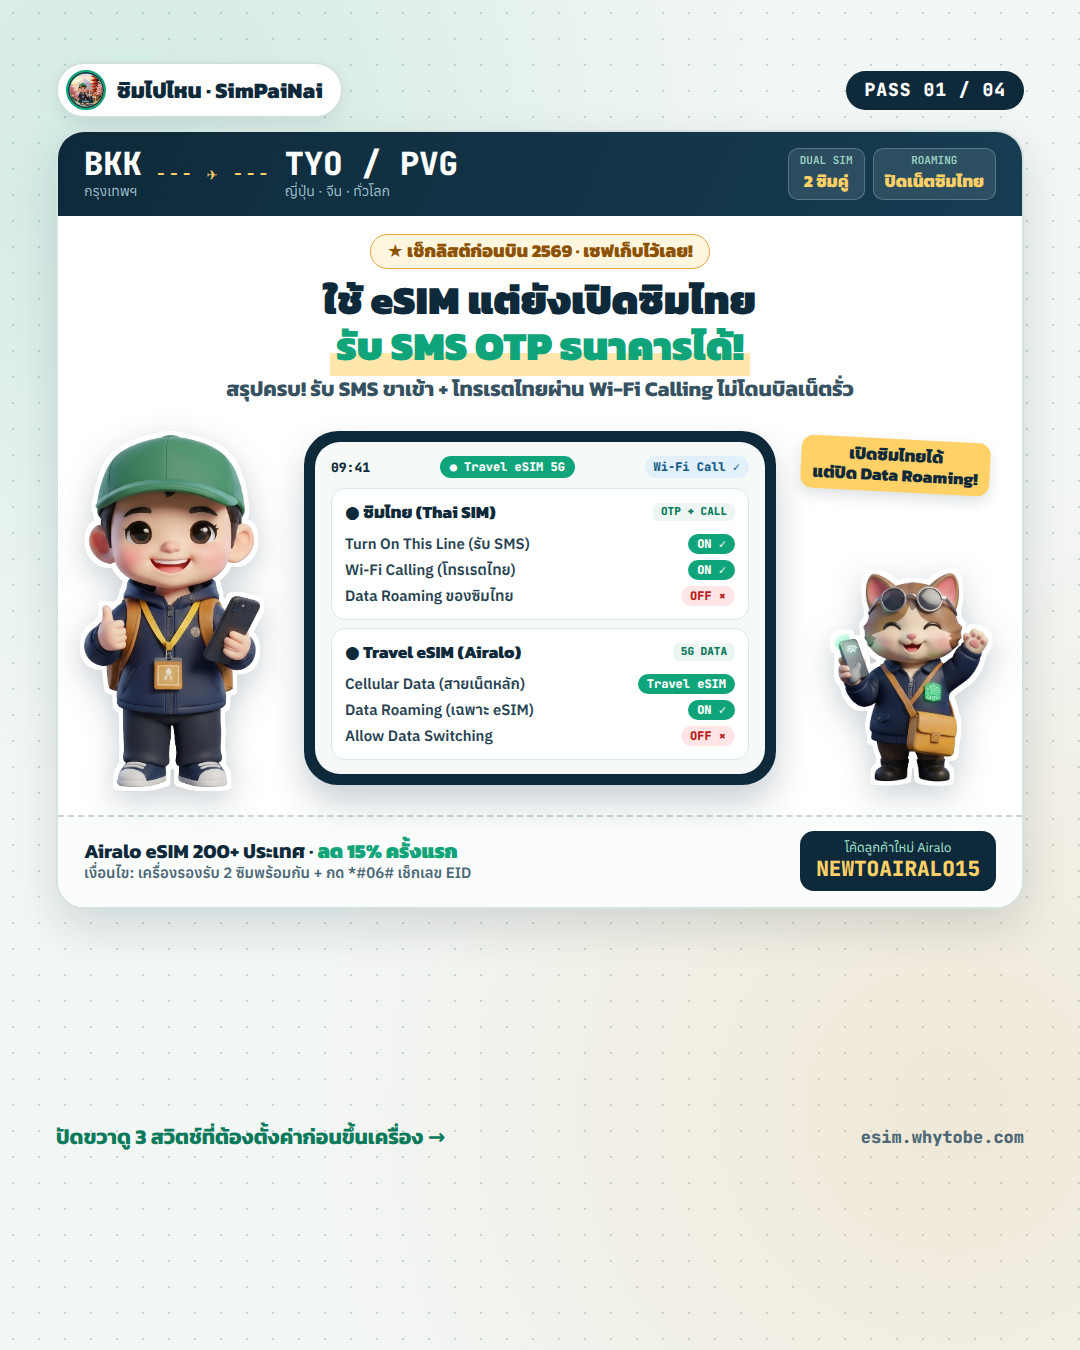 ซิมไปไหน · SimPaiNai
PASS 01 / 04
BKK --- ✈ --- TYO / PVG
กรุงเทพฯ
ญี่ปุ่น · จีน · ทั่วโลก
DUAL SIM
2 ซิมคู่
ROAMING
ปิดเน็ตซิมไทย
★ เช็กลิสต์ก่อนบิน 2569 · เซฟเก็บไว้เลย!
ใช้ eSIM แต่ยังเปิดซิมไทย
รับ SMS OTP ธนาคารได้!
สรุปครบ! รับ SMS ขาเข้า + โทรเรตไทยผ่าน Wi-Fi Calling ไม่โดนบิลเน็ตรั่ว
09:41
● Travel eSIM 5G
Wi-Fi Call ✓
● ซิมไทย (Thai SIM)
OTP + CALL
Turn On This Line (รับ SMS)
ON ✓
Wi-Fi Calling (โทรเรตไทย)
ON ✓
Data Roaming ของซิมไทย
OFF ✖
● Travel eSIM (Airalo)
5G DATA
Cellular Data (สายเน็ตหลัก)
Travel eSIM
Data Roaming (เฉพาะ eSIM)
ON ✓
Allow Data Switching
OFF ✖
เปิดซิมไทยได้
แต่ปิด Data Roaming!
Airalo eSIM 200+ ประเทศ · ลด 15% ครั้งแรก
เงื่อนไข: เครื่องรองรับ 2 ซิมพร้อมกัน + กด *#06# เช็กเลข EID
โค้ดลูกค้าใหม่ Airalo
NEWTOAIRALO15
ปัดขวาดู 3 สวิตช์ที่ต้องตั้งค่าก่อนขึ้นเครื่อง →
esim.whytobe.com